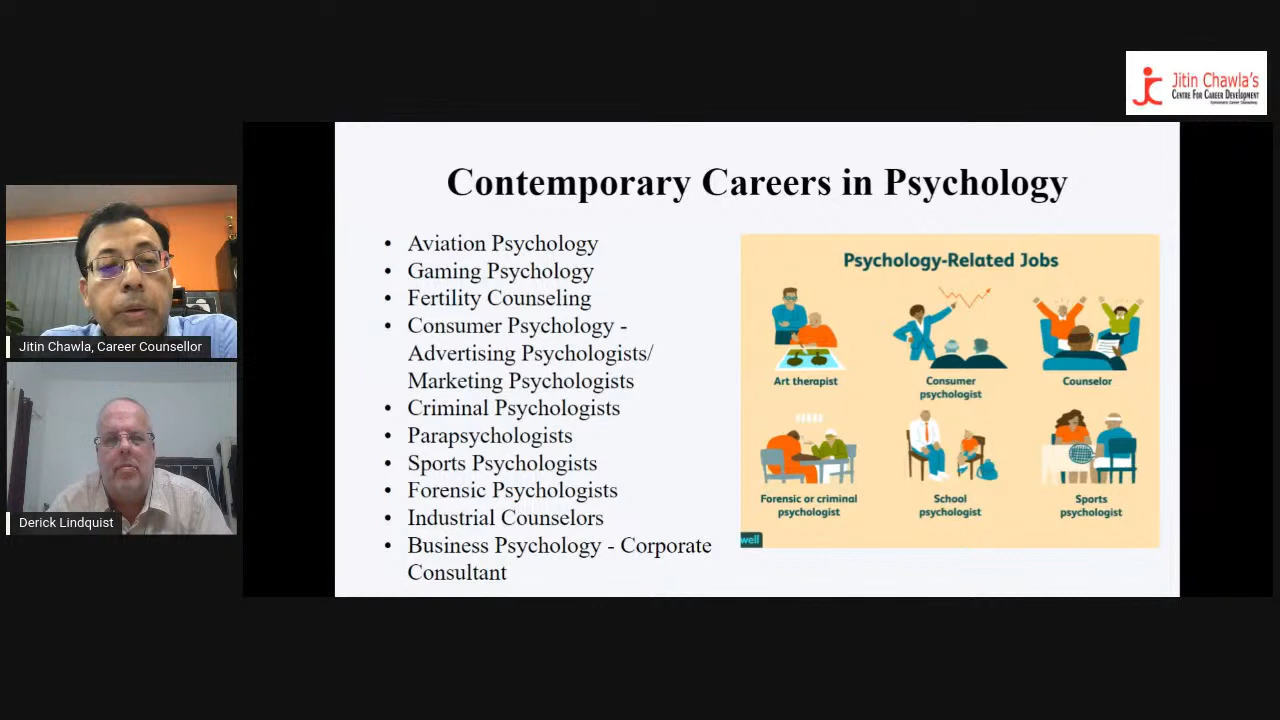 Jitin Chawla's
CENTRE FOR CAREER DEVELOPMENT
Contemporary Careers in Psychology
• Aviation Psychology
• Gaming Psychology
• Fertility Counseling
• Consumer Psychology -
Advertising Psychologists/
Marketing Psychologists
• Criminal Psychologists
• Parapsychologists
• Sports Psychologists
• Forensic Psychologists
• Industrial Counselors
• Business Psychology - Corporate
Consultant
Psychology-Related Jobs
Art therapist
Consumer
psychologist
Counselor
Forensic or criminal
psychologist
School
psychologist
Sports
psychologist
well
Jitin Chawla, Career Counsellor
Derick Lindquist